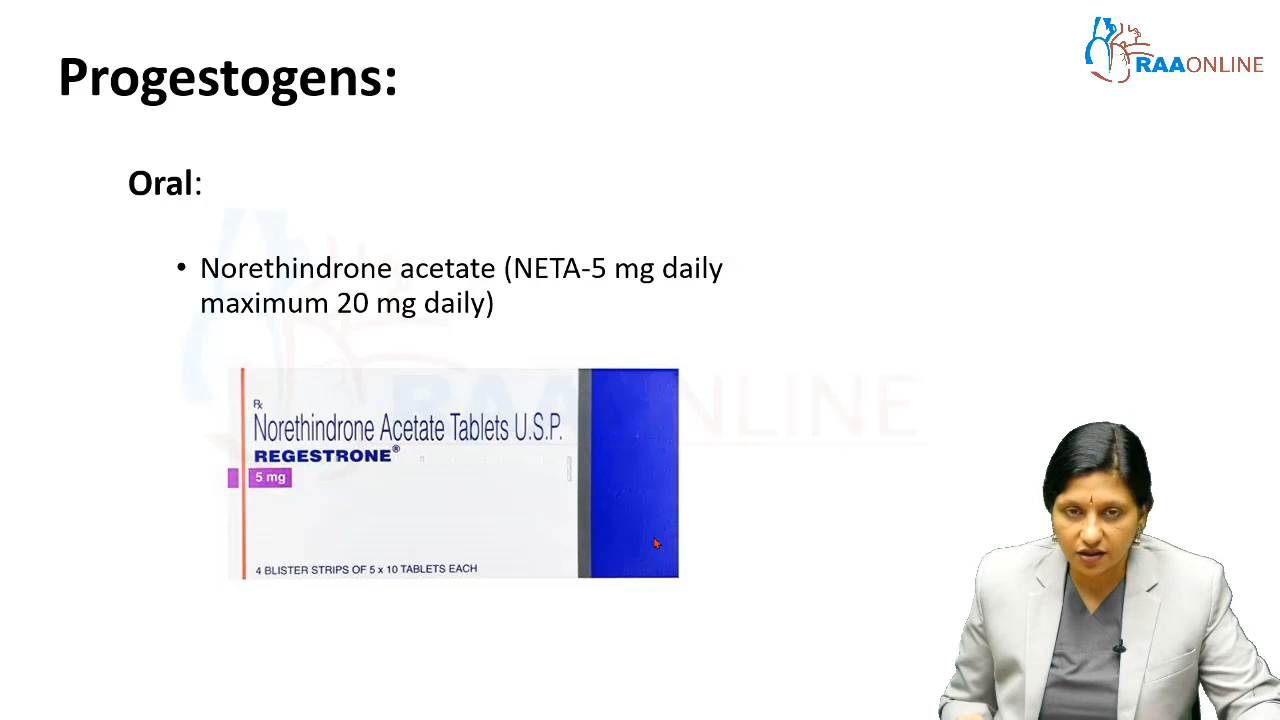 Progestogens:
RAAONLINE
Oral:
• Norethindrone acetate (NETA-5 mg daily
maximum 20 mg daily)
RAAONLINE
Rx
Norethindrone Acetate Tablets U.S.P.
REGESTRONE®
5 mg
4 BLISTER STRIPS OF 5 x 10 TABLETS EACH